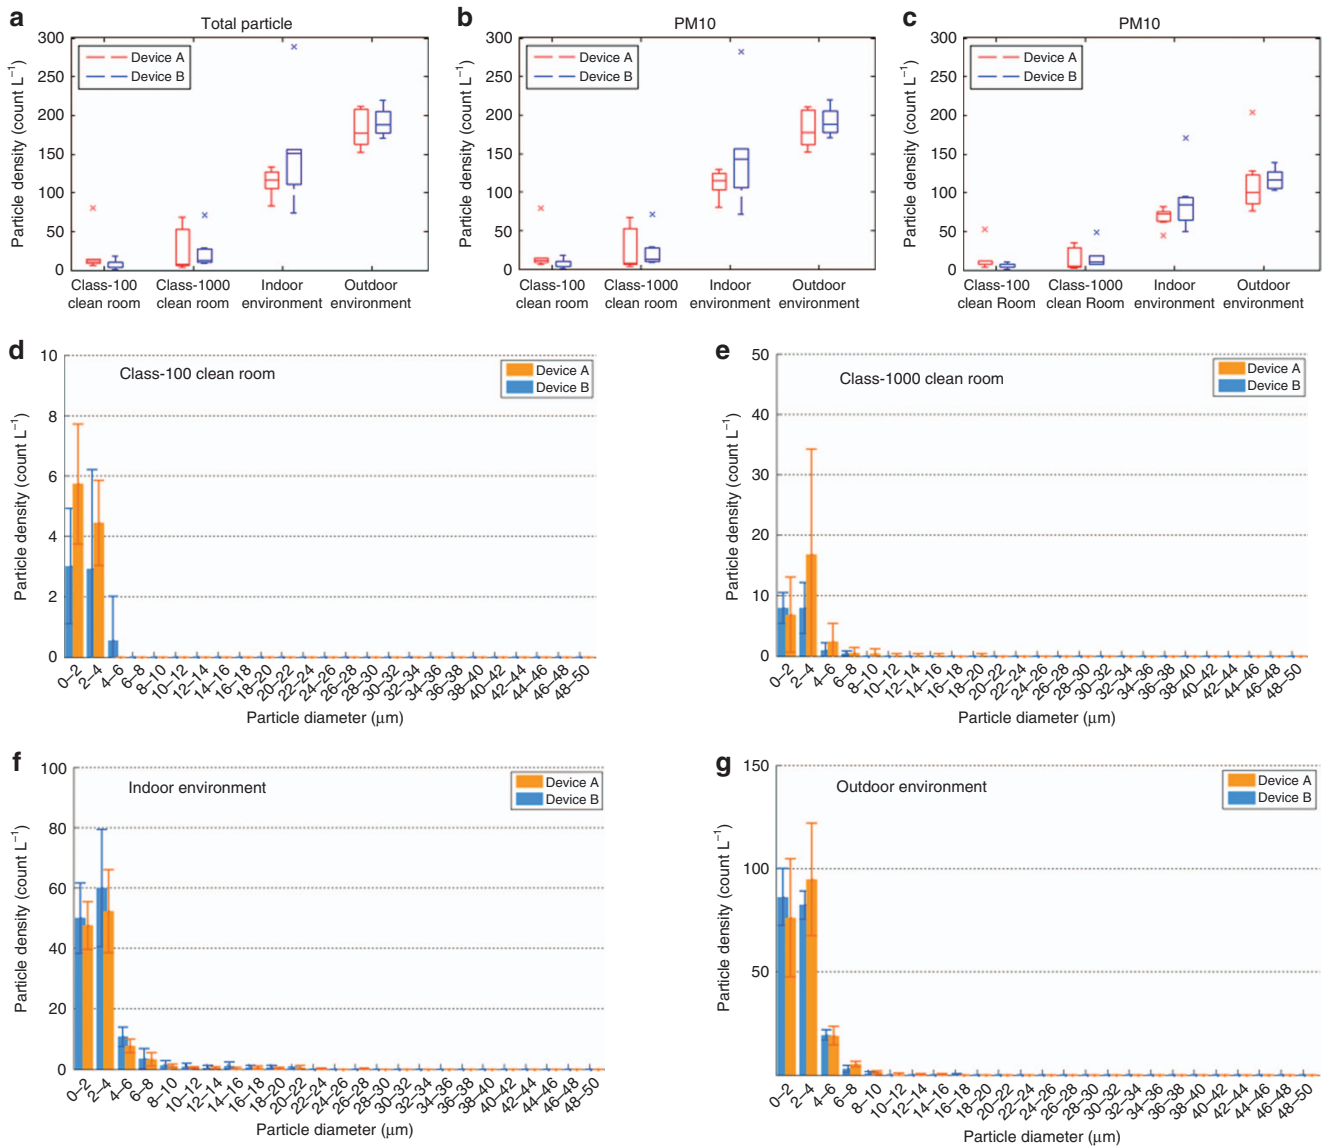 a
Total particle
Particle density (count L⁻¹)
300
250
200
150
100
50
0
Device A
Device B
Class-100 clean room
Class-1000 clean room
Indoor environment
Outdoor environment
b
PM10
Particle density (count L⁻¹)
300
250
200
150
100
50
0
Device A
Device B
Class-100 clean room
Class-1000 clean room
Indoor environment
Outdoor environment
c
PM10
Particle density (count L⁻¹)
300
250
200
150
100
50
0
Device A
Device B
Class-100 clean Room
Class-1000 clean Room
Indoor environment
Outdoor environment
d
Class-100 clean room
Device A
Device B
Particle density (count L⁻¹)
10
8
6
4
2
0
0–2 2–4 4–6 6–8 8–10 10–12 12–14 14–16 16–18 18–20 20–22 22–24 24–26 26–28 28–30 30–32 32–34 34–36 36–38 38–40 40–42 42–44 44–46 46–48 48–50
Particle diameter (μm)
e
Class-1000 clean room
Device A
Device B
Particle density (count L⁻¹)
50
40
30
20
10
0
0–2 2–4 4–6 6–8 8–10 10–12 12–14 14–16 16–18 18–20 20–22 22–24 24–26 26–28 28–30 30–32 32–34 34–36 36–38 38–40 40–42 42–44 44–46 46–48 48–50
Particle diameter (μm)
f
Indoor environment
Device A
Device B
Particle density (count L⁻¹)
100
80
60
40
20
0
0–2 2–4 4–6 6–8 8–10 10–12 12–14 14–16 16–18 18–20 20–22 22–24 24–26 26–28 28–30 30–32 32–34 34–36 36–38 38–40 40–42 42–44 44–46 46–48 48–50
Particle diameter (μm)
g
Outdoor environment
Device A
Device B
Particle density (count L⁻¹)
150
100
50
0–2 2–4 4–6 6–8 8–10 10–12 12–14 14–16 16–18 18–20 20–22 22–24 24–26 26–28 28–30 30–32 32–34 34–36 36–38 38–40 40–42 42–44 44–46 46–48 48–50
Particle diameter (μm)